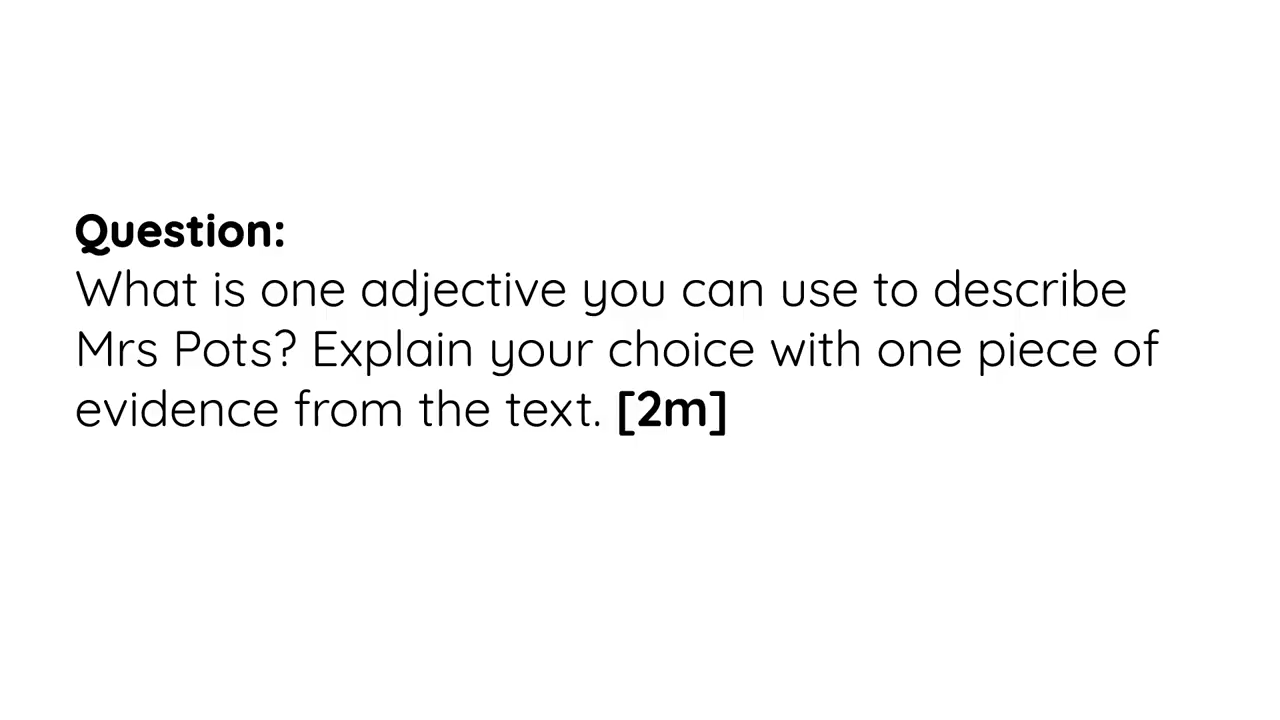 Question:
What is one adjective you can use to describe
Mrs Pots? Explain your choice with one piece of
evidence from the text. [2m]